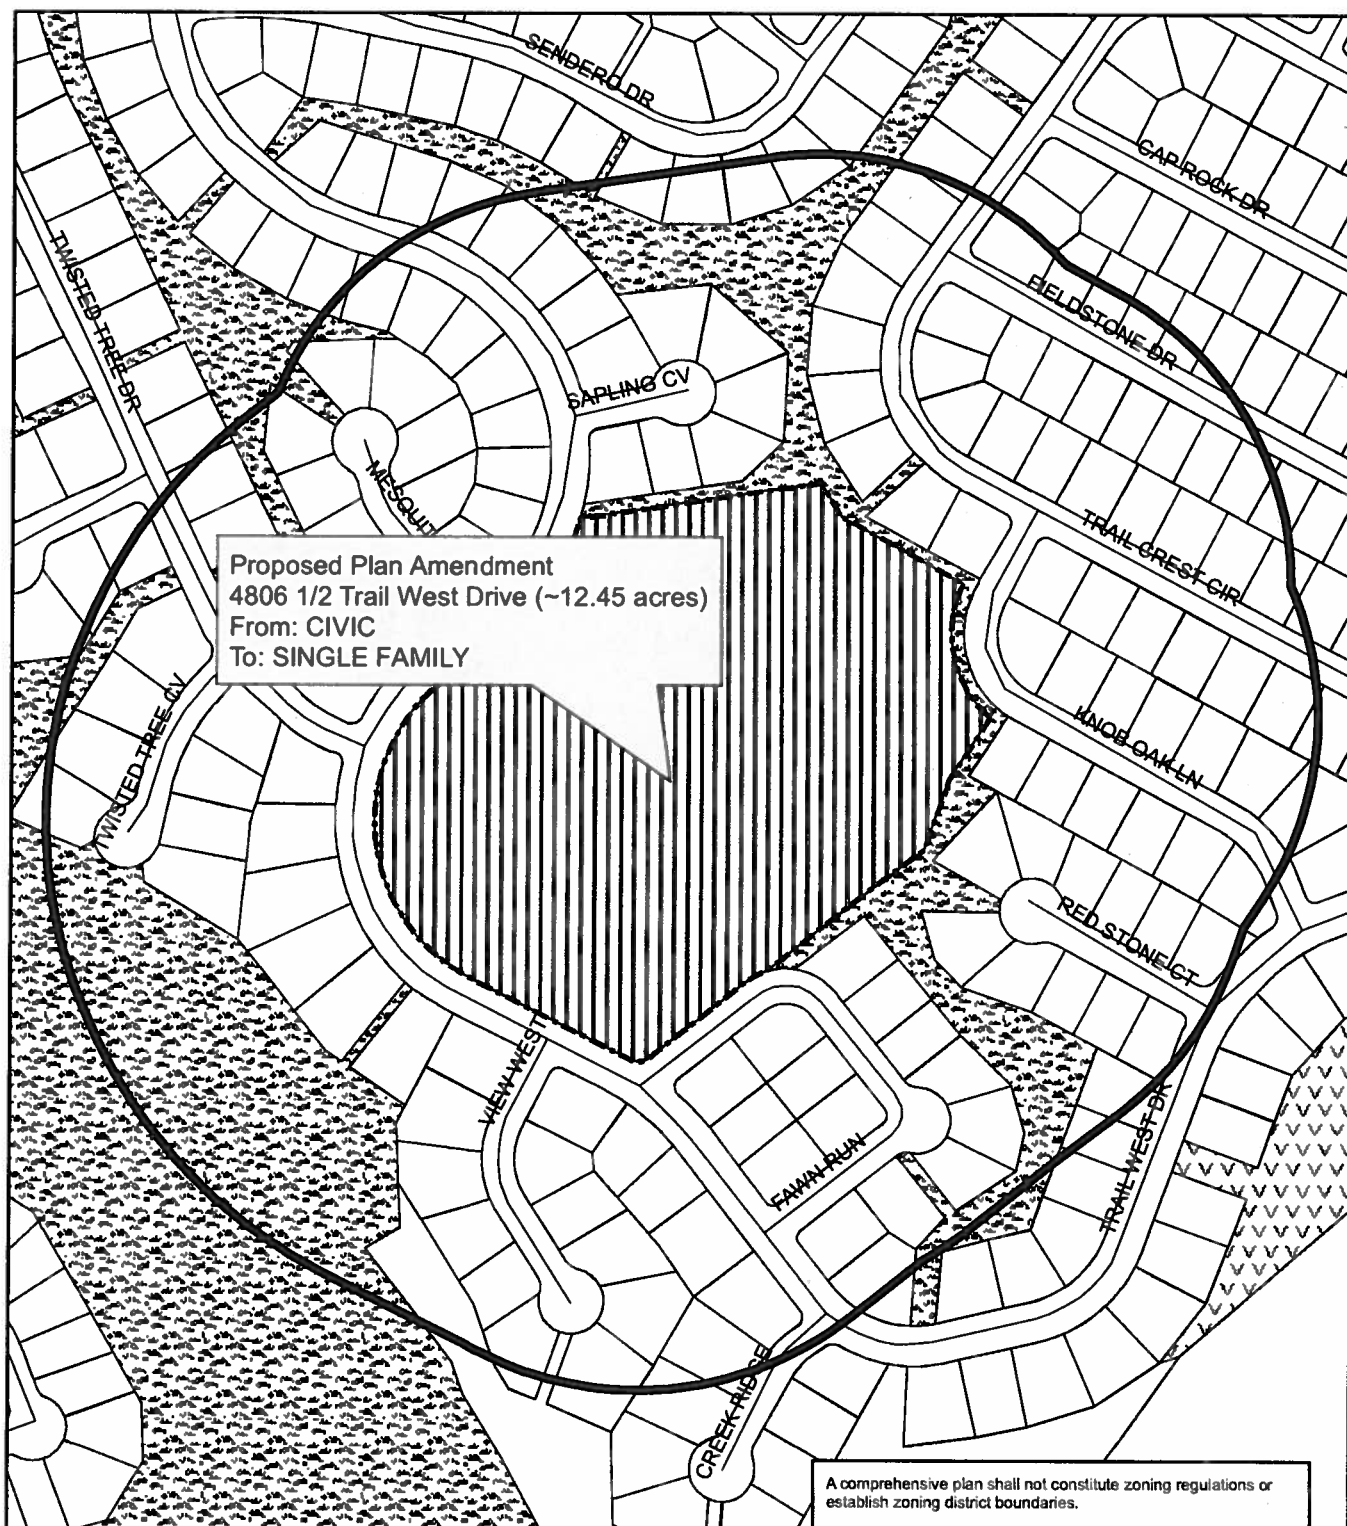 SENDERO DR
CAP ROCK DR
TWISTED TREE DR
FIELDSTONE DR
SAPLING CV
MESQUIT
TRAIL CREST CIR
Proposed Plan Amendment
4806 1/2 Trail West Drive (~12.45 acres)
From: CIVIC
To: SINGLE FAMILY
TWISTED TREE CV
KNOB OAK LN
RED STONE CT
VIEW WEST
FAWN RUN
TRAIL WEST DR
CREEK RIDGE
A comprehensive plan shall not constitute zoning regulations or
establish zoning district boundaries.